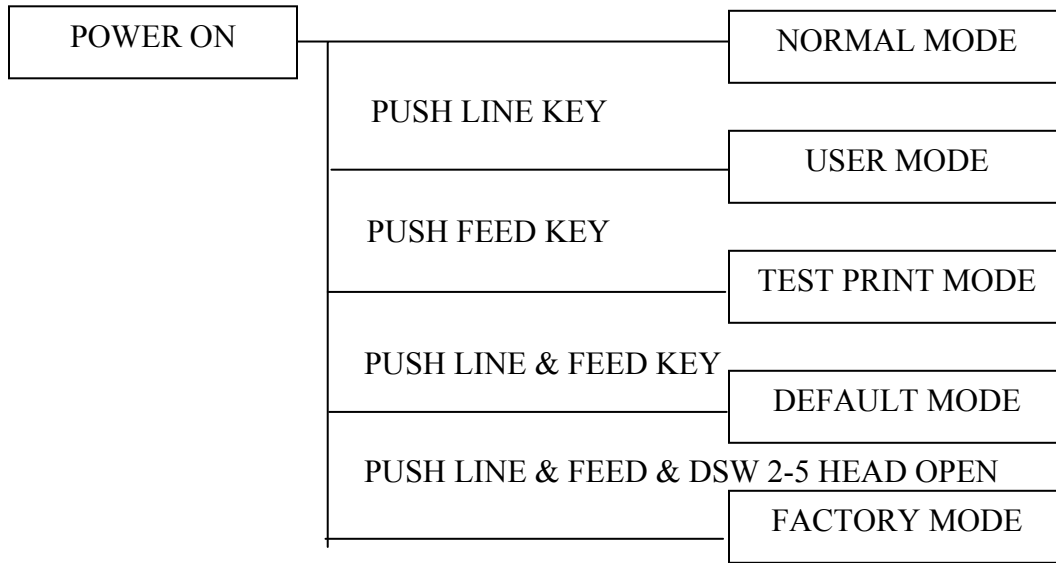 POWER ON
NORMAL MODE
PUSH LINE KEY
USER MODE
PUSH FEED KEY
TEST PRINT MODE
PUSH LINE & FEED KEY
DEFAULT MODE
PUSH LINE & FEED & DSW 2-5 HEAD OPEN
FACTORY MODE